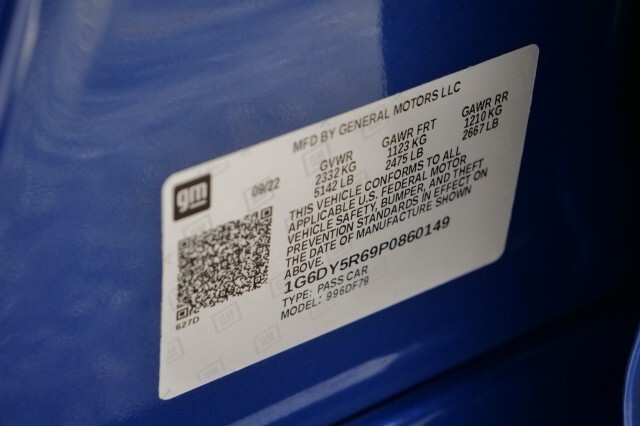 MFD BY GENERAL MOTORS LLC
gm
09/22
GVWR
2332 KG
5142 LB
GAWR FRT
1123 KG
2475 LB
GAWR RR
1210 KG
2667 LB
THIS VEHICLE CONFORMS TO ALL
APPLICABLE U.S. FEDERAL MOTOR
VEHICLE SAFETY, BUMPER, AND THEFT
PREVENTION STANDARDS IN EFFECT ON
THE DATE OF MANUFACTURE SHOWN
ABOVE.
1G6DY5R69P0860149
TYPE: PASS CAR
MODEL: 996DF79
627D